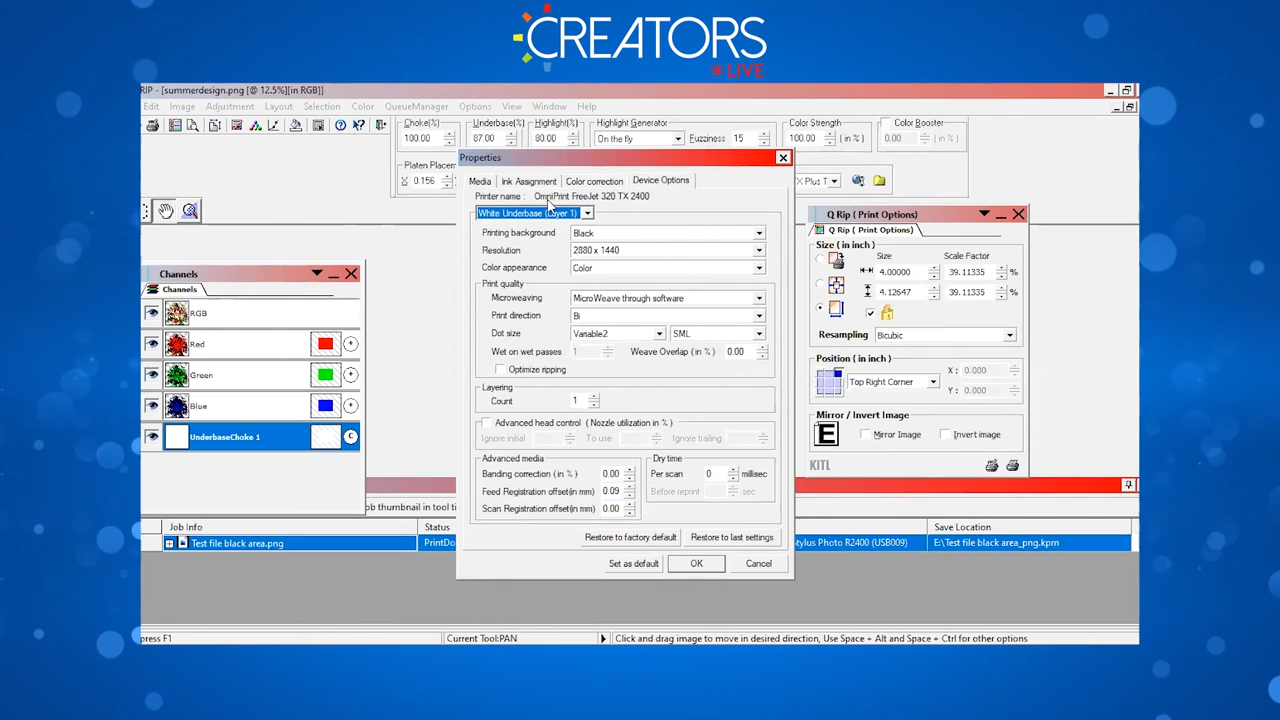 CREATORS
LIVE
RIP - [summerdesign.png [@ 12.5%][in RGB]]
Edit Image Adjustment Layout Selection Color QueueManager Options View Window Help
Choke(%) Underbase(%) Highlight(%) Highlight Generator Color Strength Color Booster
100.00 87.00 80.00 On the fly Fuzziness 15 100.00 ( in % ) 0.00 ( in % )
Platen Placem
X 0.156
X Plus T
Properties
Media Ink Assignment Color correction Device Options
Printer name : OmniPrint FreeJet 320 TX 2400
White Underbase (Layer 1)
Printing background Black
Resolution 2880 x 1440
Color appearance Color
Print quality
Microweaving MicroWeave through software
Print direction Bi
Dot size Variable2 SML
Wet on wet passes 1 Weave Overlap ( in % ) 0.00
Optimize ripping
Layering
Count 1
Advanced head control ( Nozzle utilization in % )
Ignore initial To use Ignore trailing
Advanced media Dry time
Banding correction ( in % ) 0.00 Per scan 0 millisec
Feed Registration offset(in mm) 0.09 Before reprint sec
Scan Registration offset(in mm) 0.00
Restore to factory default Restore to last settings
Set as default OK Cancel
Channels
Channels
RGB
Red
Green
Blue
UnderbaseChoke 1 C
Q Rip ( Print Options)
Q Rip ( Print Options)
Size ( in inch )
Size Scale Factor
4.00000 39.11335 %
4.12647 39.11335 %
Resampling Bicubic
Position ( in inch )
Top Right Corner X : 0.000
Y : 0.000
Mirror / Invert Image
E Mirror Image Invert image
KITL
job thumbnail in tool ti
Job Info Status Save Location
Test file black area.png PrintDo tylus Photo R2400 (USB009) E:\Test file black area_png.kpm
press F1 Current Tool:PAN Click and drag image to move in desired direction, Use Space + Alt and Space + Ctrl for other options